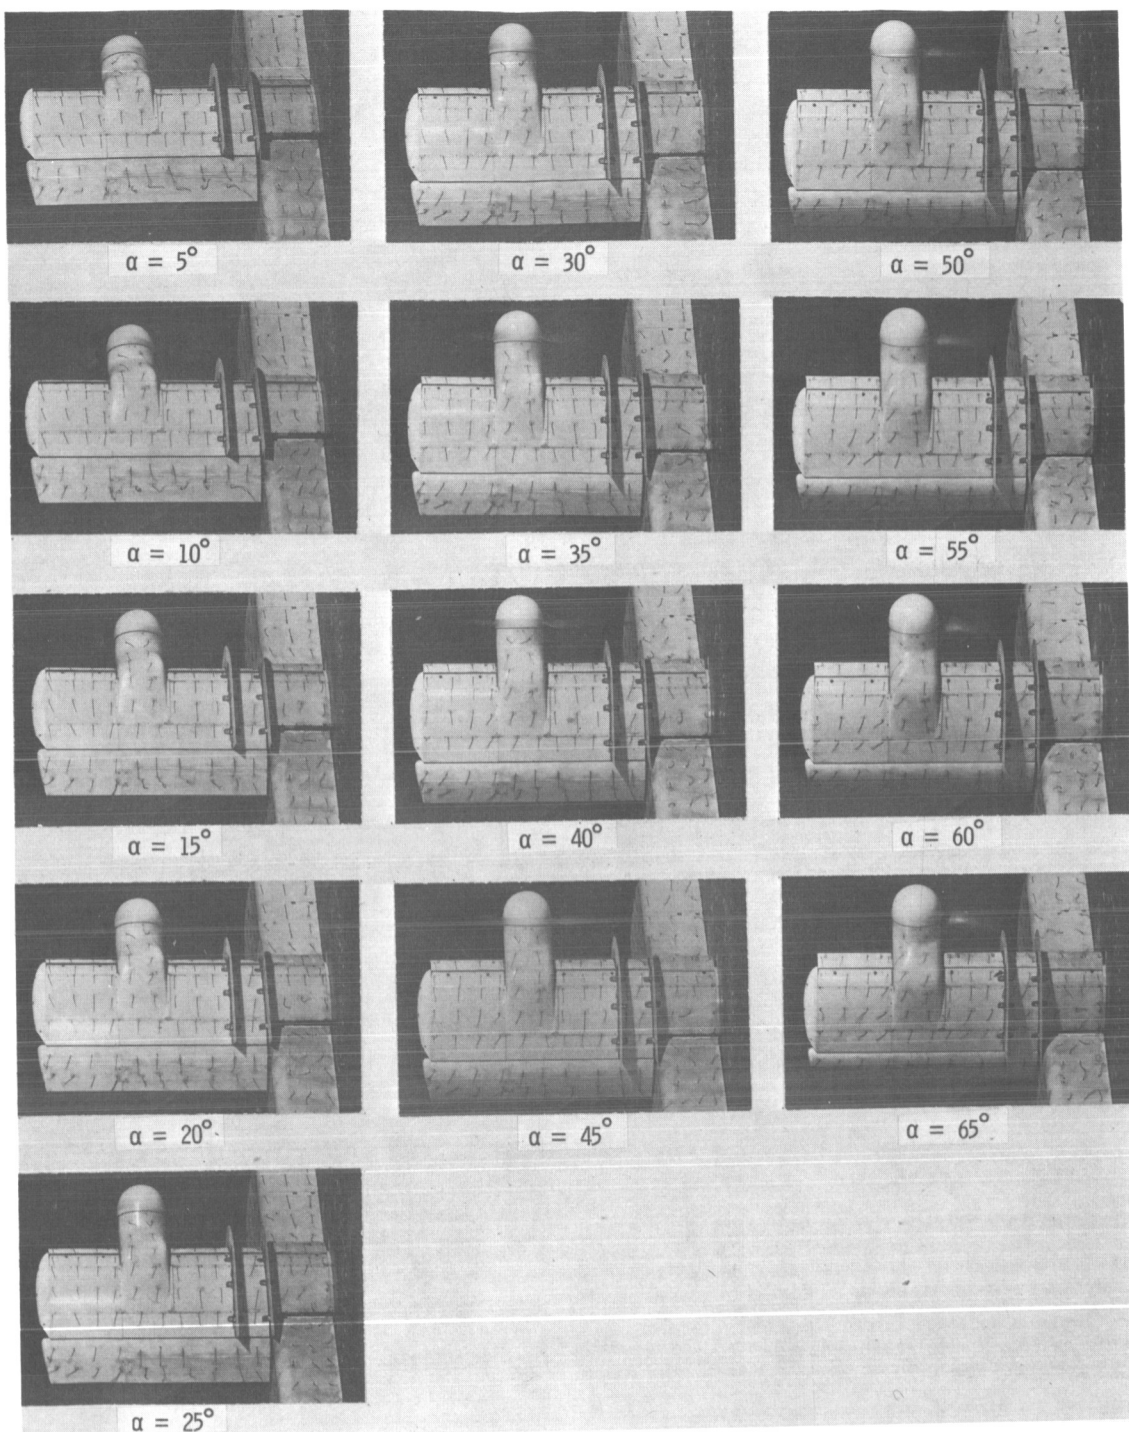 α = 5°
α = 30°
α = 50°
α = 10°
α = 35°
α = 55°
α = 15°
α = 40°
α = 60°
α = 20°
α = 45°
α = 65°
α = 25°